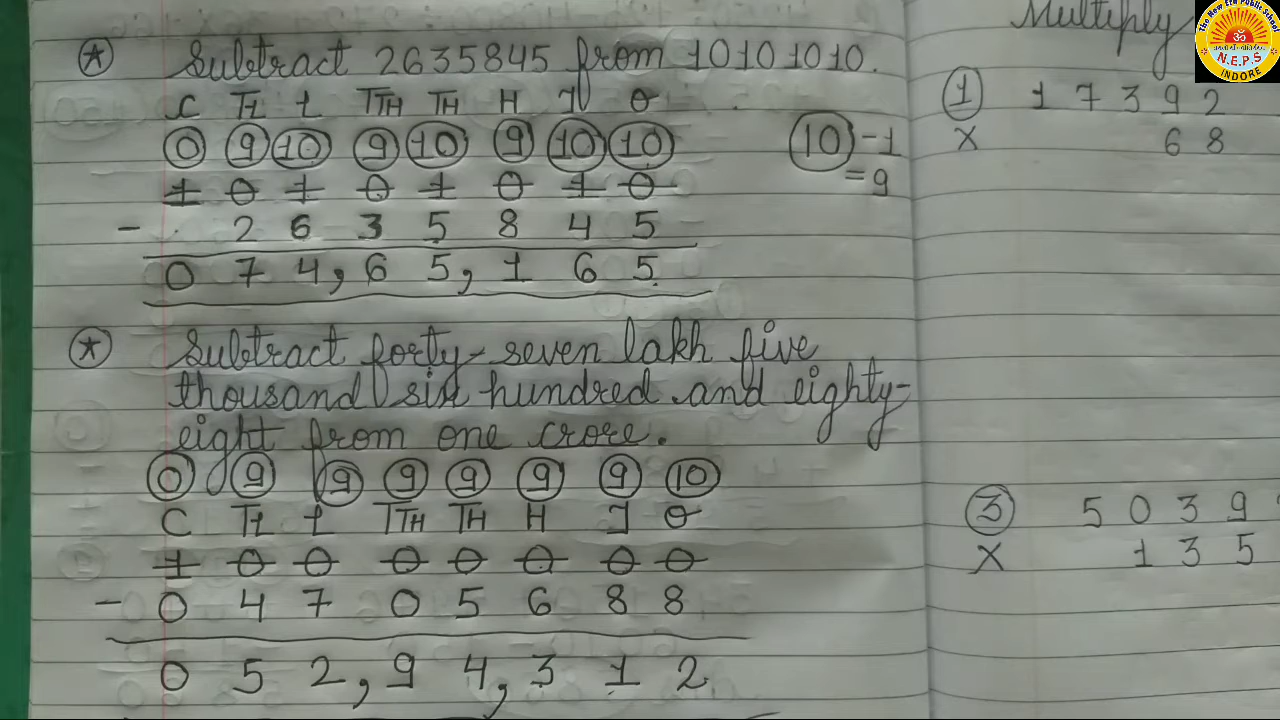 * Subtract 2635845 from 10101010.
C TL L TTH TH H T O
0 9 10 9 10 9 10 10
1 0 1 0 1 0 1 0
- 2 6 3 5 8 4 5
0 7 4, 6 5, 1 6 5
10 - 1
= 9
* Subtract forty-seven lakh five
thousand six hundred and eighty-
eight from one crore.
0 9 9 9 9 9 9 10
C TL L TTH TH H T O
1 0 0 0 0 0 0 0
- 0 4 7 0 5 6 8 8
0 5 2, 9 4, 3 1 2
Multiply
1 1 7 3 9 2
x 6 8
3 5 0 3 9
x 1 3 5
The New Era Public School
ॐ
N.E.P.S
INDORE